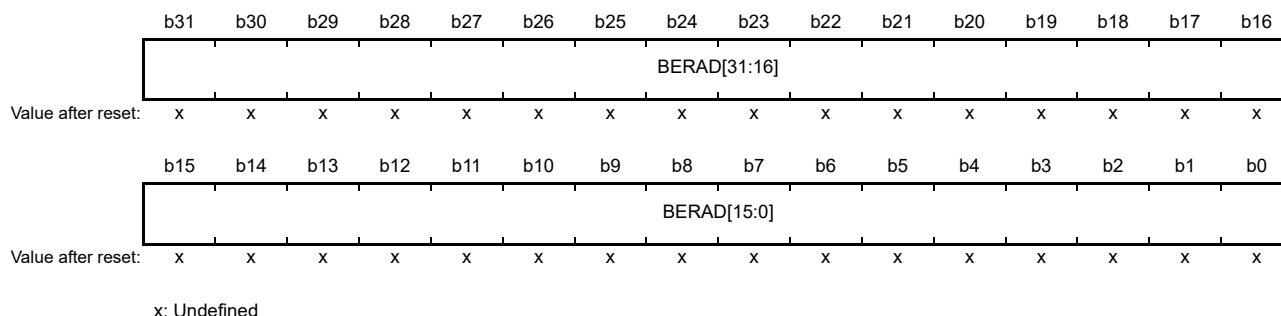 b31 b30 b29 b28 b27 b26 b25 b24 b23 b22 b21 b20 b19 b18 b17 b16
BERAD[31:16]
Value after reset: x x x x x x x x x x x x x x x x
b15 b14 b13 b12 b11 b10 b9 b8 b7 b6 b5 b4 b3 b2 b1 b0
BERAD[15:0]
Value after reset: x x x x x x x x x x x x x x x x
x: Undefined